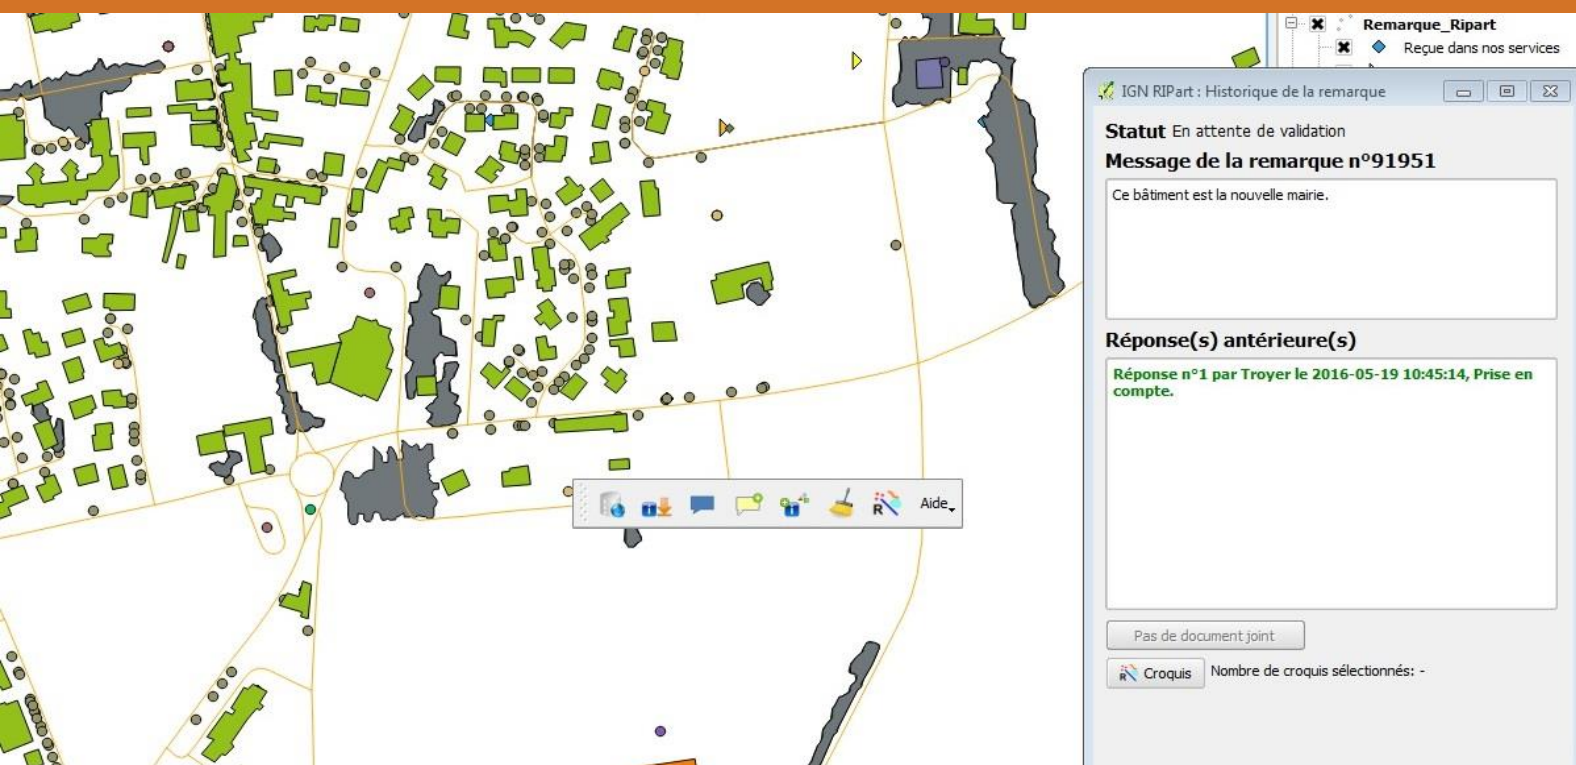 Remarque_Ripart
Reçue dans nos services
IGN RIPart : Historique de la remarque
Statut En attente de validation
Message de la remarque n°91951
Ce bâtiment est la nouvelle mairie.
Réponse(s) antérieure(s)
Réponse n°1 par Troyer le 2016-05-19 10:45:14, Prise en
compte.
R Aide
Pas de document joint
R Croquis Nombre de croquis sélectionnés: -